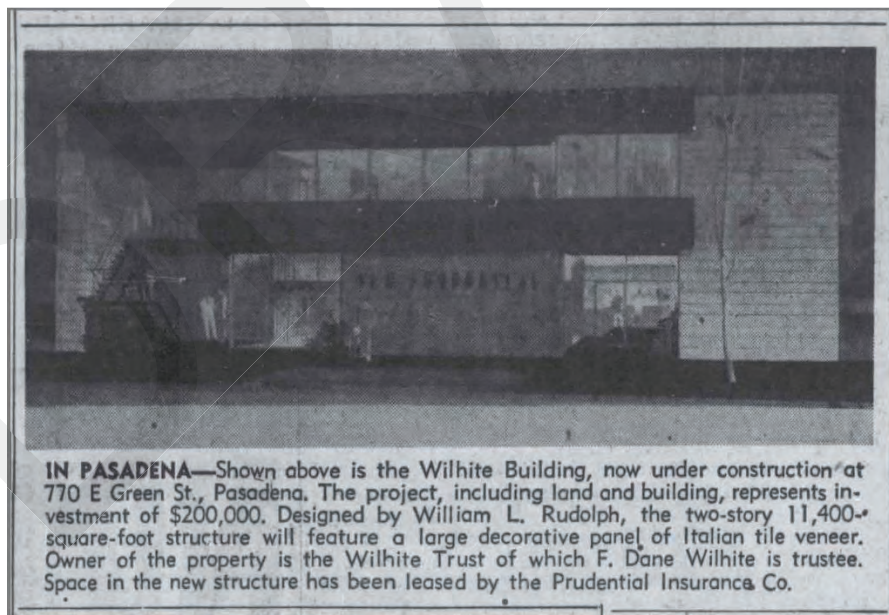 IN PASADENA—Shown above is the Wilhite Building, now under construction at
770 E Green St., Pasadena. The project, including land and building, represents in-
vestment of $200,000. Designed by William L. Rudolph, the two-story 11,400-
square-foot structure will feature a large decorative panel of Italian tile veneer.
Owner of the property is the Wilhite Trust of which F. Dane Wilhite is trustee.
Space in the new structure has been leased by the Prudential Insurance Co.